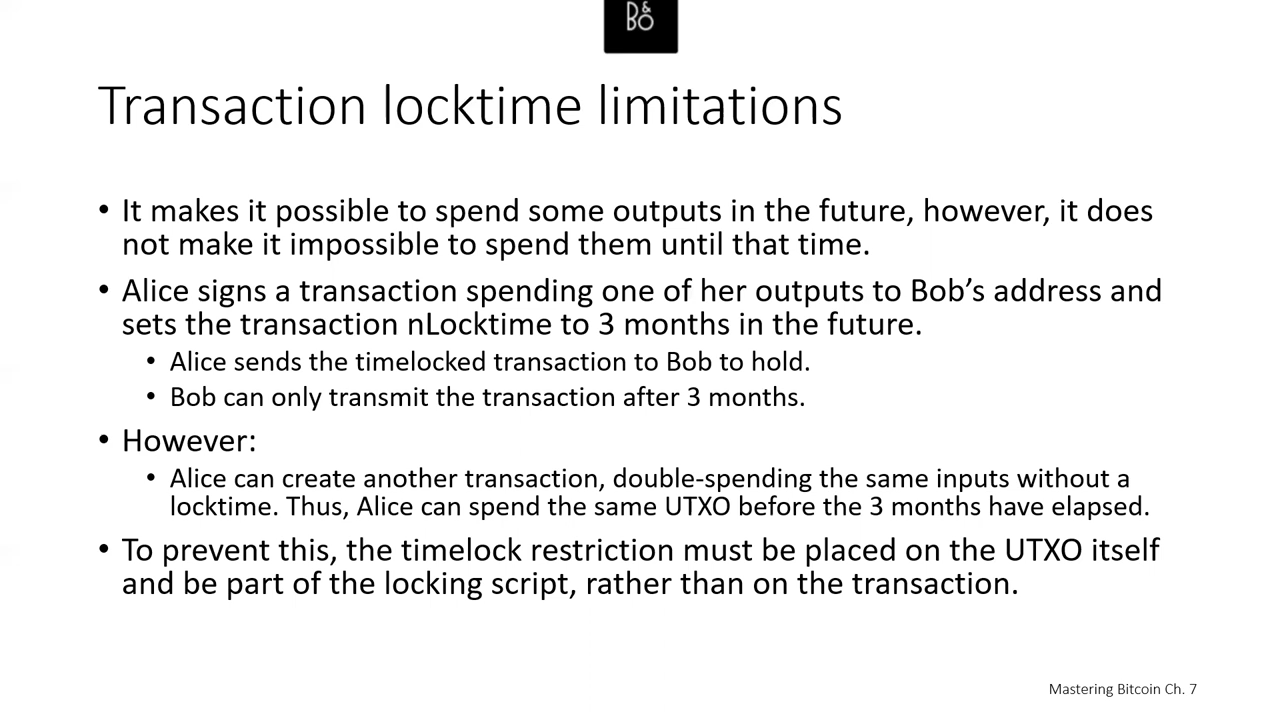 B&O
Transaction locktime limitations
• It makes it possible to spend some outputs in the future, however, it does
not make it impossible to spend them until that time.
• Alice signs a transaction spending one of her outputs to Bob’s address and
sets the transaction nLocktime to 3 months in the future.
• Alice sends the timelocked transaction to Bob to hold.
• Bob can only transmit the transaction after 3 months.
• However:
• Alice can create another transaction, double-spending the same inputs without a
locktime. Thus, Alice can spend the same UTXO before the 3 months have elapsed.
• To prevent this, the timelock restriction must be placed on the UTXO itself
and be part of the locking script, rather than on the transaction.
Mastering Bitcoin Ch. 7